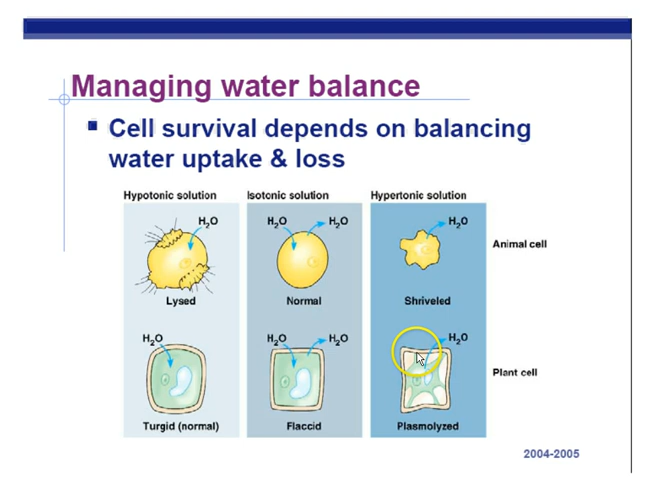 Managing water balance
Cell survival depends on balancing
water uptake & loss
Hypotonic solution
Isotonic solution
Hypertonic solution
H₂O
H₂O
H₂O
H₂O
Animal cell
Lysed
Normal
Shriveled
H₂O
H₂O
H₂O
H₂O
Plant cell
Turgid (normal)
Flaccid
Plasmolyzed
2004-2005